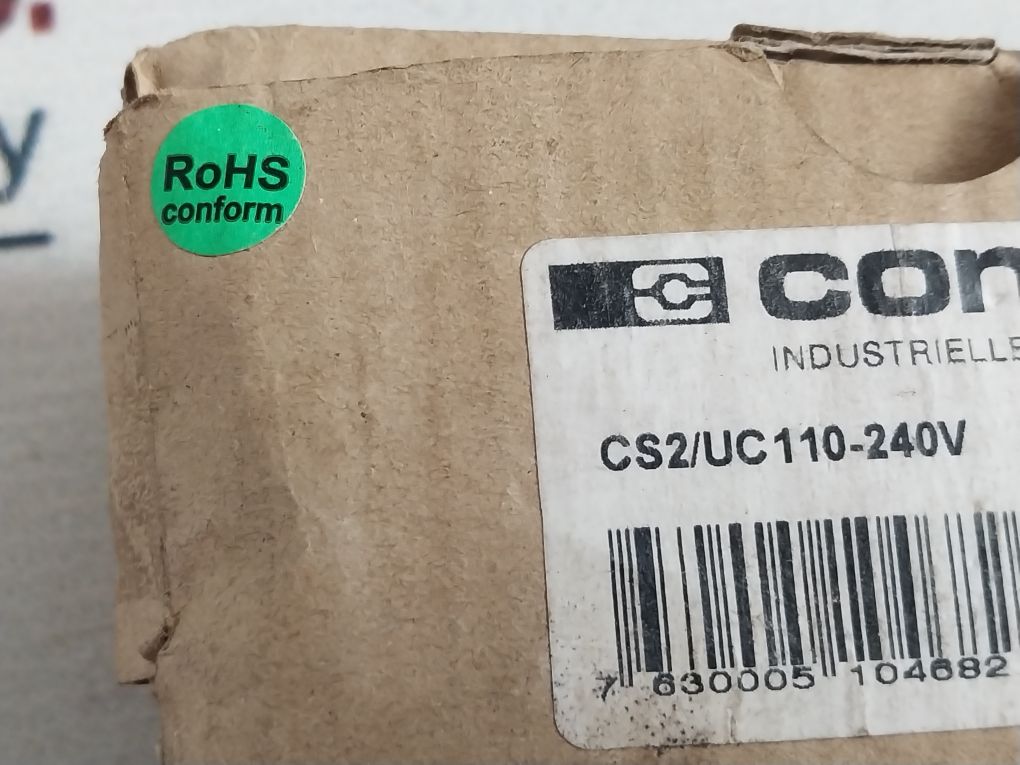 y
RoHS
conform
con
INDUSTRIELLE
CS2/UC110-240V
7 630005 104682